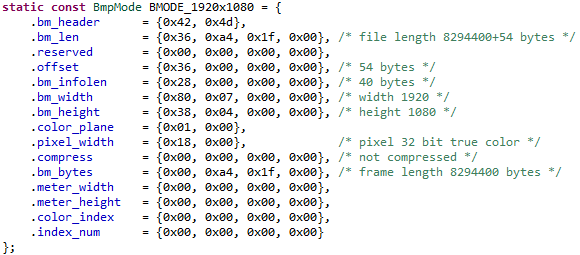 static const BmpMode BMODE_1920x1080 = {
    .bm_header      = {0x42, 0x4d},
    .bm_len         = {0x36, 0xa4, 0x1f, 0x00}, /* file length 8294400+54 bytes */
    .reserved       = {0x00, 0x00, 0x00, 0x00},
    .offset         = {0x36, 0x00, 0x00, 0x00}, /* 54 bytes */
    .bm_infolen     = {0x28, 0x00, 0x00, 0x00}, /* 40 bytes */
    .bm_width       = {0x80, 0x07, 0x00, 0x00}, /* width 1920 */
    .bm_height      = {0x38, 0x04, 0x00, 0x00}, /* height 1080 */
    .color_plane    = {0x01, 0x00},
    .pixel_width    = {0x18, 0x00},             /* pixel 32 bit true color */
    .compress       = {0x00, 0x00, 0x00, 0x00}, /* not compressed */
    .bm_bytes       = {0x00, 0xa4, 0x1f, 0x00}, /* frame length 8294400 bytes */
    .meter_width    = {0x00, 0x00, 0x00, 0x00},
    .meter_height   = {0x00, 0x00, 0x00, 0x00},
    .color_index    = {0x00, 0x00, 0x00, 0x00},
    .index_num      = {0x00, 0x00, 0x00, 0x00}
};